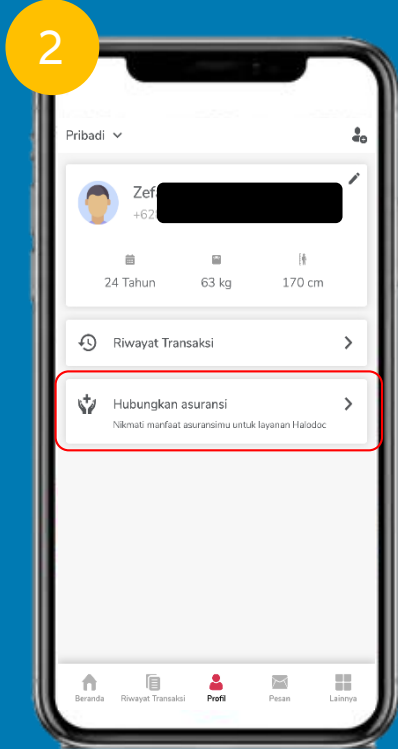 2
Pribadi
Zef
+62
24 Tahun 63 kg 170 cm
Riwayat Transaksi
Hubungkan asuransi
Nikmati manfaat asuransimu untuk layanan Halodoc
Beranda Riwayat Transaksi Profil Pesan Lainnya